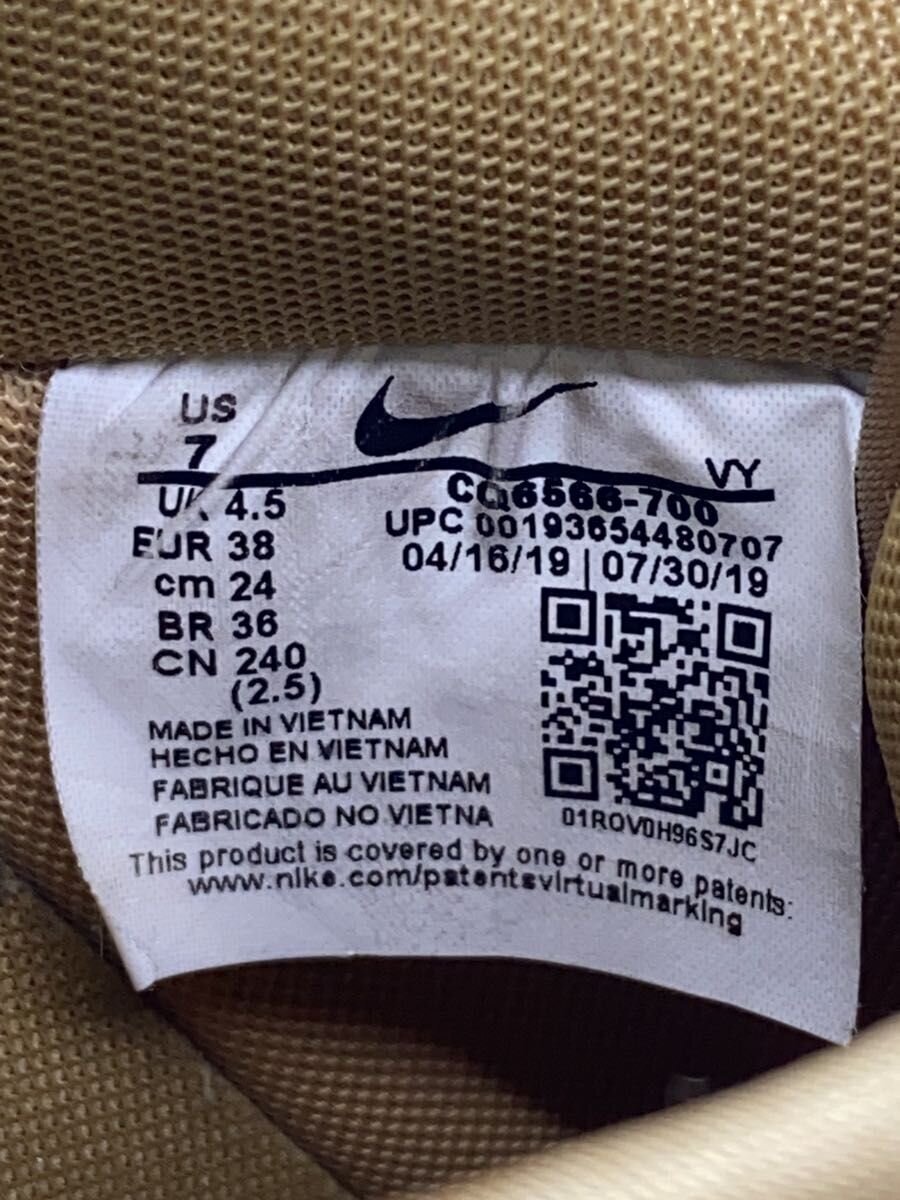 US
7
VY
UK 4.5
CQ6566-700
EUR 38
UPC 00193654480707
cm 24
04/16/19 | 07/30/19
BR 36
CN 240
(2.5)
MADE IN VIETNAM
HECHO EN VIETNAM
FABRIQUE AU VIETNAM
FABRICADO NO VIETNA
01ROV0H96S7JC
This product is covered by one or more patents:
www.nike.com/patentsvirtualmarking